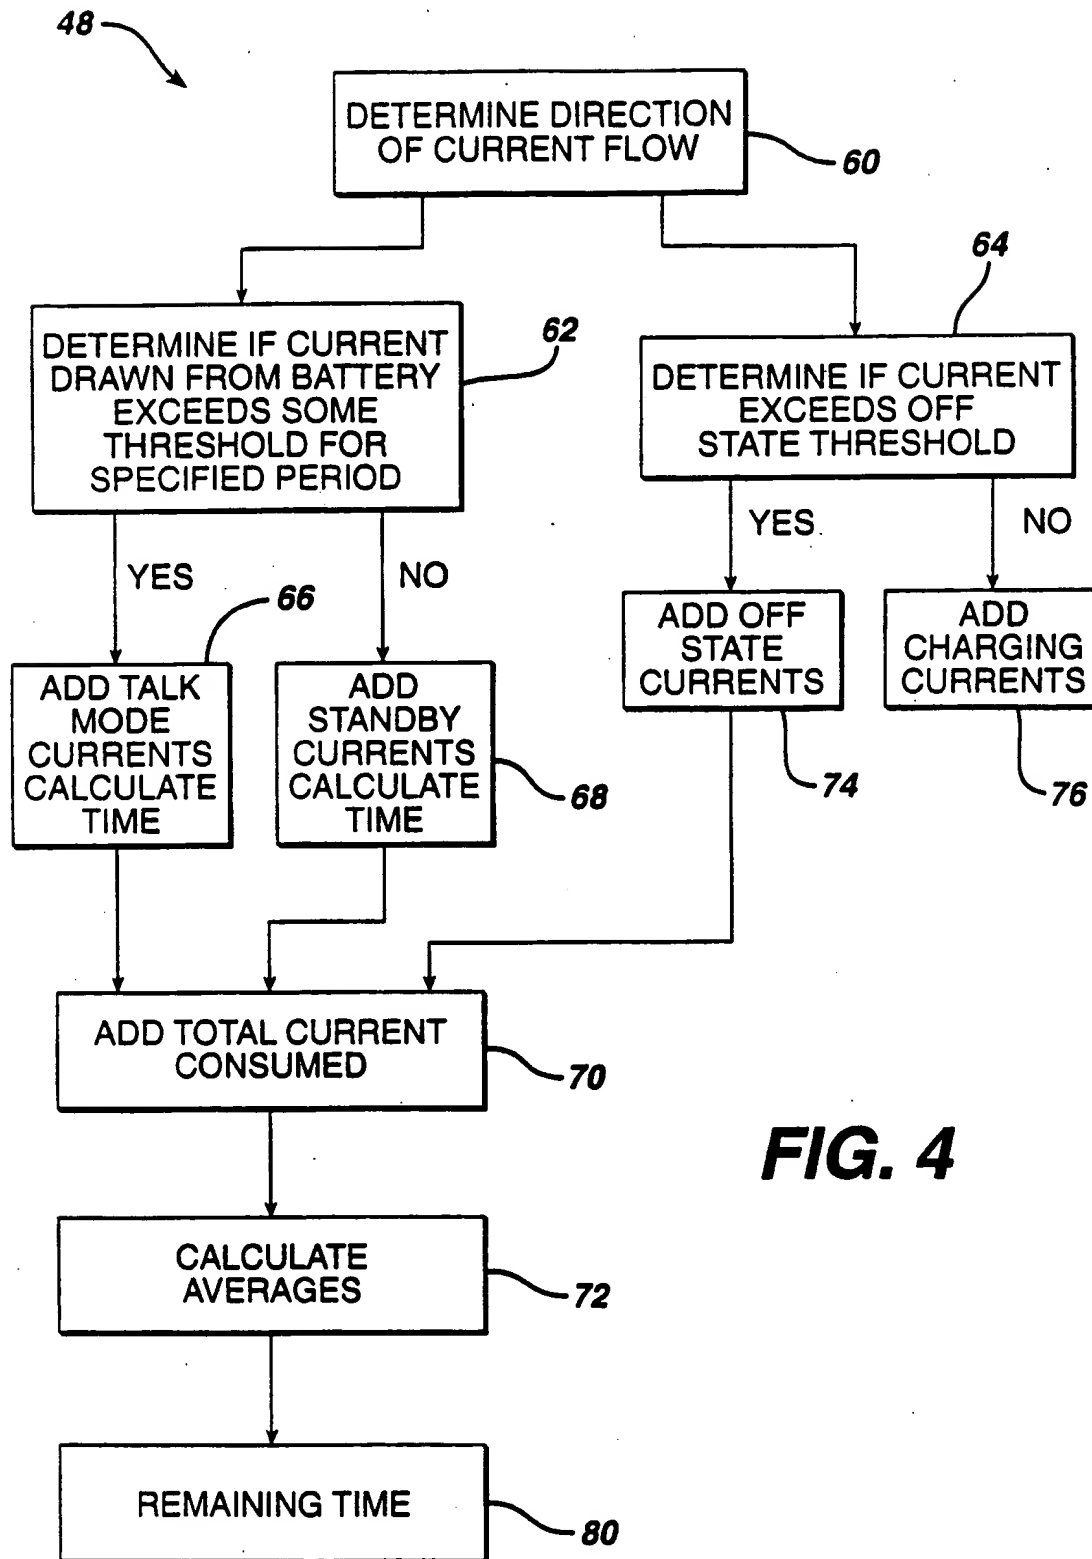 48
DETERMINE DIRECTION
OF CURRENT FLOW
60
64
DETERMINE IF CURRENT
DRAWN FROM BATTERY
EXCEEDS SOME
THRESHOLD FOR
SPECIFIED PERIOD
62
DETERMINE IF CURRENT
EXCEEDS OFF
STATE THRESHOLD
YES
NO
YES
NO
66
ADD TALK
MODE
CURRENTS
CALCULATE
TIME
ADD
STANDBY
CURRENTS
CALCULATE
TIME
68
ADD OFF
STATE
CURRENTS
74
ADD
CHARGING
CURRENTS
76
ADD TOTAL CURRENT
CONSUMED
70
FIG. 4
CALCULATE
AVERAGES
72
REMAINING TIME
80